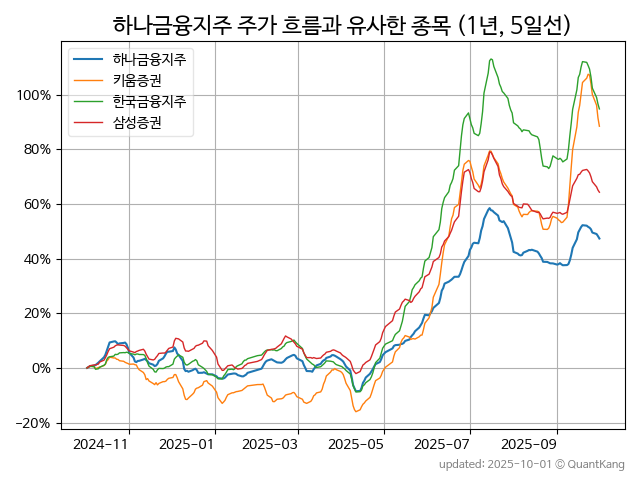 하나금융지주 주가 흐름과 유사한 종목 (1년, 5일선)
하나금융지주
키움증권
한국금융지주
삼성증권
100%
80%
60%
40%
20%
0%
−20%
2024-11
2025-01
2025-03
2025-05
2025-07
2025-09
updated: 2025-10-01 © QuantKang